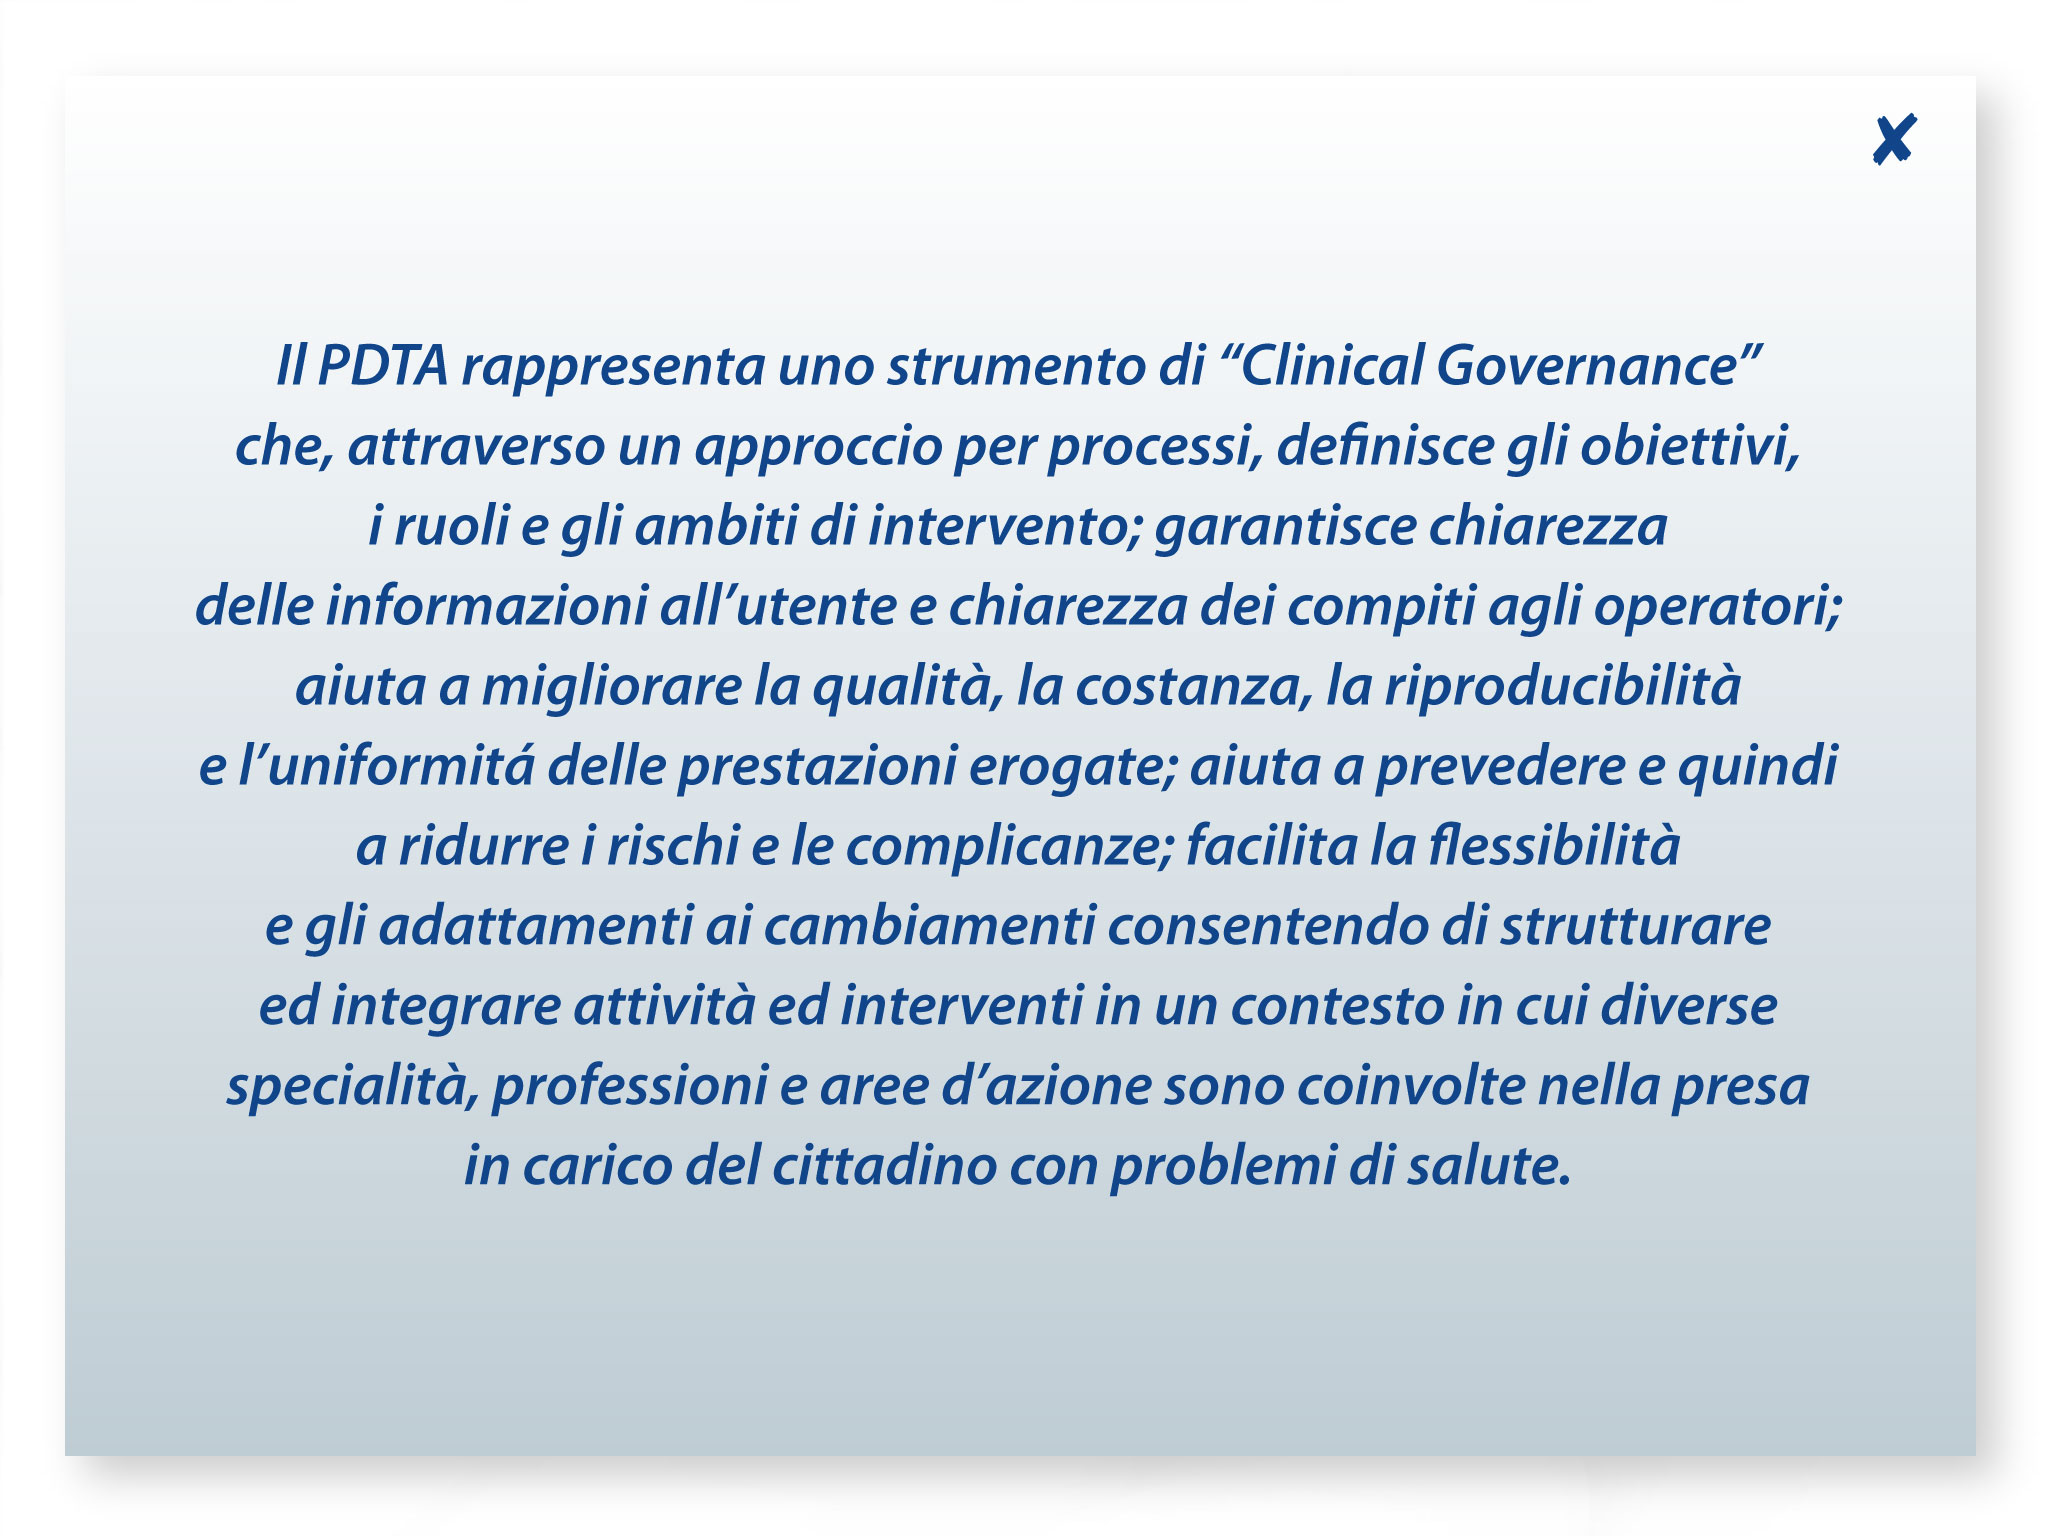 Il PDTA rappresenta uno strumento di “Clinical Governance”
che, attraverso un approccio per processi, definisce gli obiettivi,
i ruoli e gli ambiti di intervento; garantisce chiarezza
delle informazioni all’utente e chiarezza dei compiti agli operatori;
aiuta a migliorare la qualità, la costanza, la riproducibilità
e l’uniformitá delle prestazioni erogate; aiuta a prevedere e quindi
a ridurre i rischi e le complicanze; facilita la flessibilità
e gli adattamenti ai cambiamenti consentendo di strutturare
ed integrare attività ed interventi in un contesto in cui diverse
specialità, professioni e aree d’azione sono coinvolte nella presa
in carico del cittadino con problemi di salute.